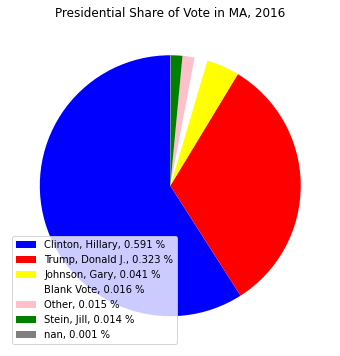 Presidential Share of Vote in MA, 2016
Clinton, Hillary, 0.591 %
Trump, Donald J., 0.323 %
Johnson, Gary, 0.041 %
Blank Vote, 0.016 %
Other, 0.015 %
Stein, Jill, 0.014 %
nan, 0.001 %